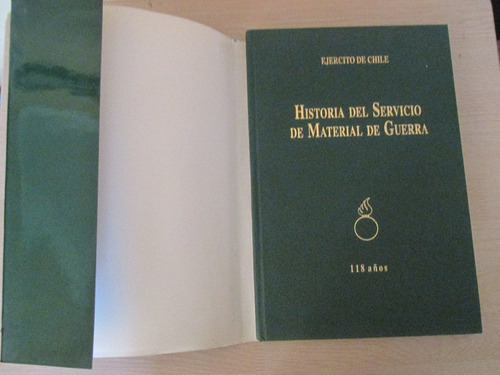 EJERCITO DE CHILE
HISTORIA DEL SERVICIO
DE MATERIAL DE GUERRA
118 años